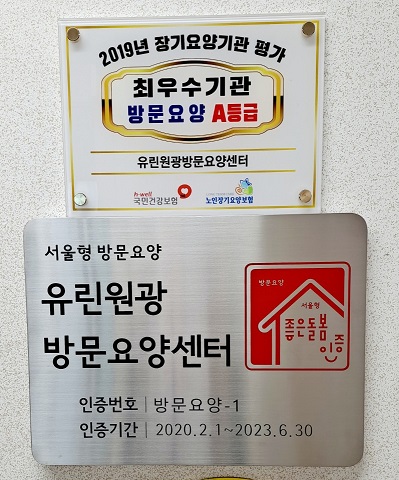 2019년 장기요양기관 평가
최우수기관
방문요양 A등급
유린원광방문요양센터
h-well
국민건강보험
노인장기요양보험
서울형 방문요양
유린원광
방문요양센터
방문요양
서울형
좋은돌봄
인증
인증번호 | 방문요양-1
인증기간 | 2020.2.1~2023.6.30